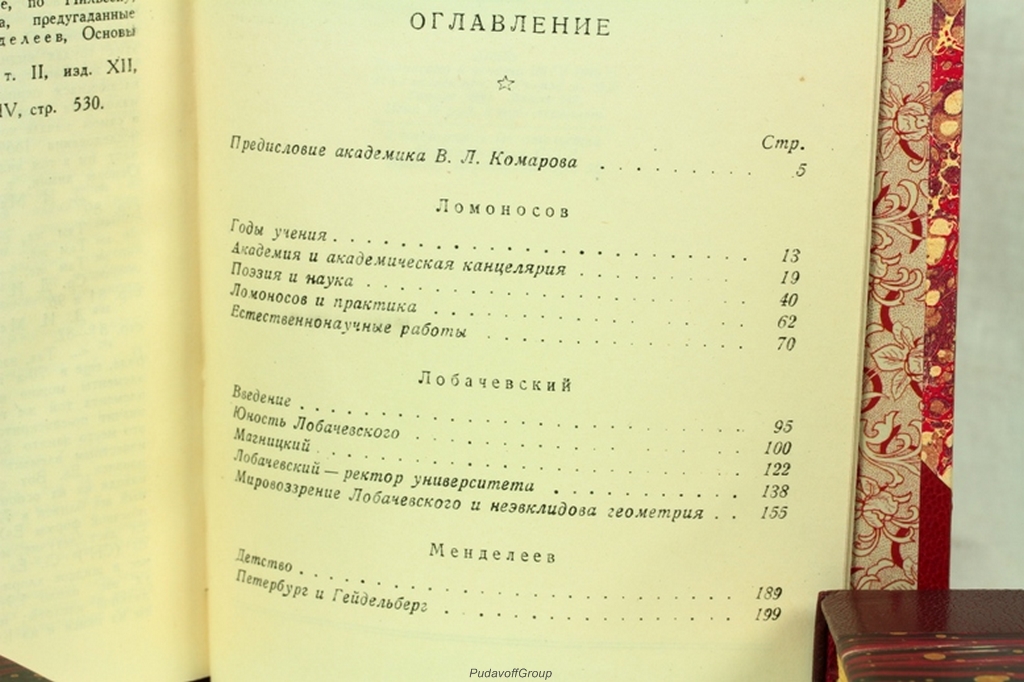 предугаданные
Основы
т. II, изд. XII,
стр. 530.
ОГЛАВЛЕНИЕ
☆
Стр.
Предисловие академика В. Л. Комарова . . . . . . . . . 5
Ломоносов
Годы учения . . . . . . . . . . . . . . . . . . 13
Академия и академическая канцелярия . . . . . . . . 19
Поэзия и наука . . . . . . . . . . . . . . . . . 40
Ломоносов и практика . . . . . . . . . . . . . . 62
Естественнонаучные работы . . . . . . . . . . . . 70
Лобачевский
Введение . . . . . . . . . . . . . . . . . . . . 95
Юность Лобачевского . . . . . . . . . . . . . . . 100
Магницкий . . . . . . . . . . . . . . . . . . . 122
Лобачевский — ректор университета . . . . . . . . . 138
Мировоззрение Лобачевского и неэвклидова геометрия . . 155
Менделеев
Детство . . . . . . . . . . . . . . . . . . . . 189
Петербург и Гейдельберг . . . . . . . . . . . . . 199
PudavoffGroup